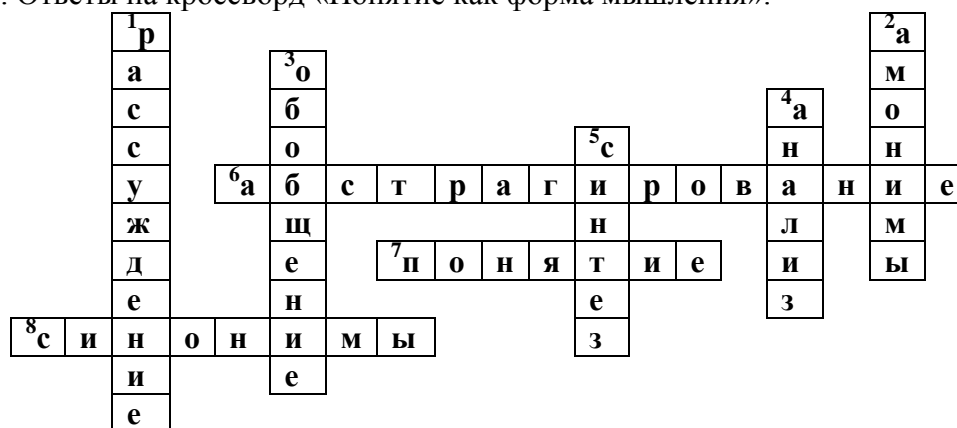 . Ответы на кроссворд «Понятие как форма мышления».
1р 2а
а 3о м
с б 4а о
с о 5с н н
у 6а б с т р а г и р о в а н и е
ж щ н л м
д е 7п о н я т и е и ы
е н е з
8с и н о н и м ы з
и е
е